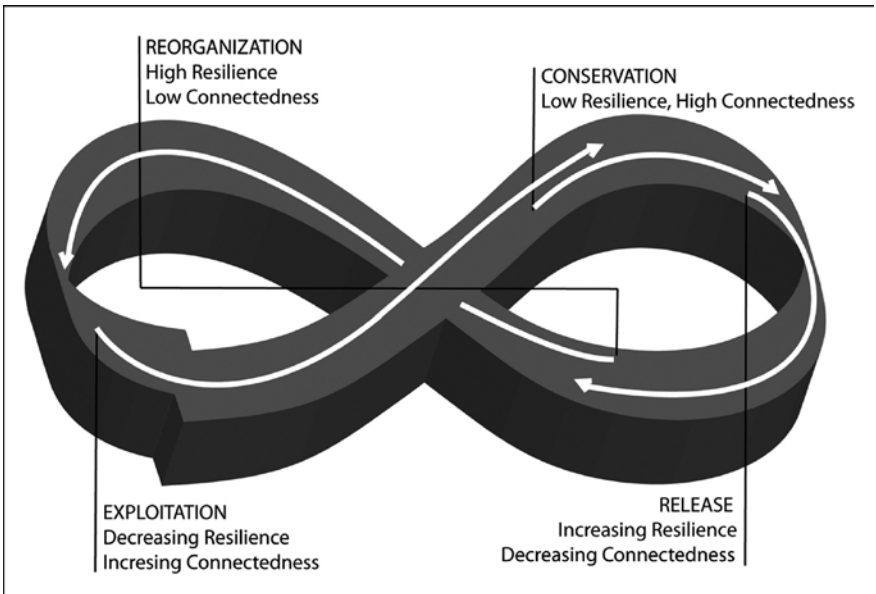 REORGANIZATION
High Resilience
Low Connectedness
CONSERVATION
Low Resilience, High Connectedness
EXPLOITATION
Decreasing Resilience
Incresing Connectedness
RELEASE
Increasing Resilience
Decreasing Connectedness